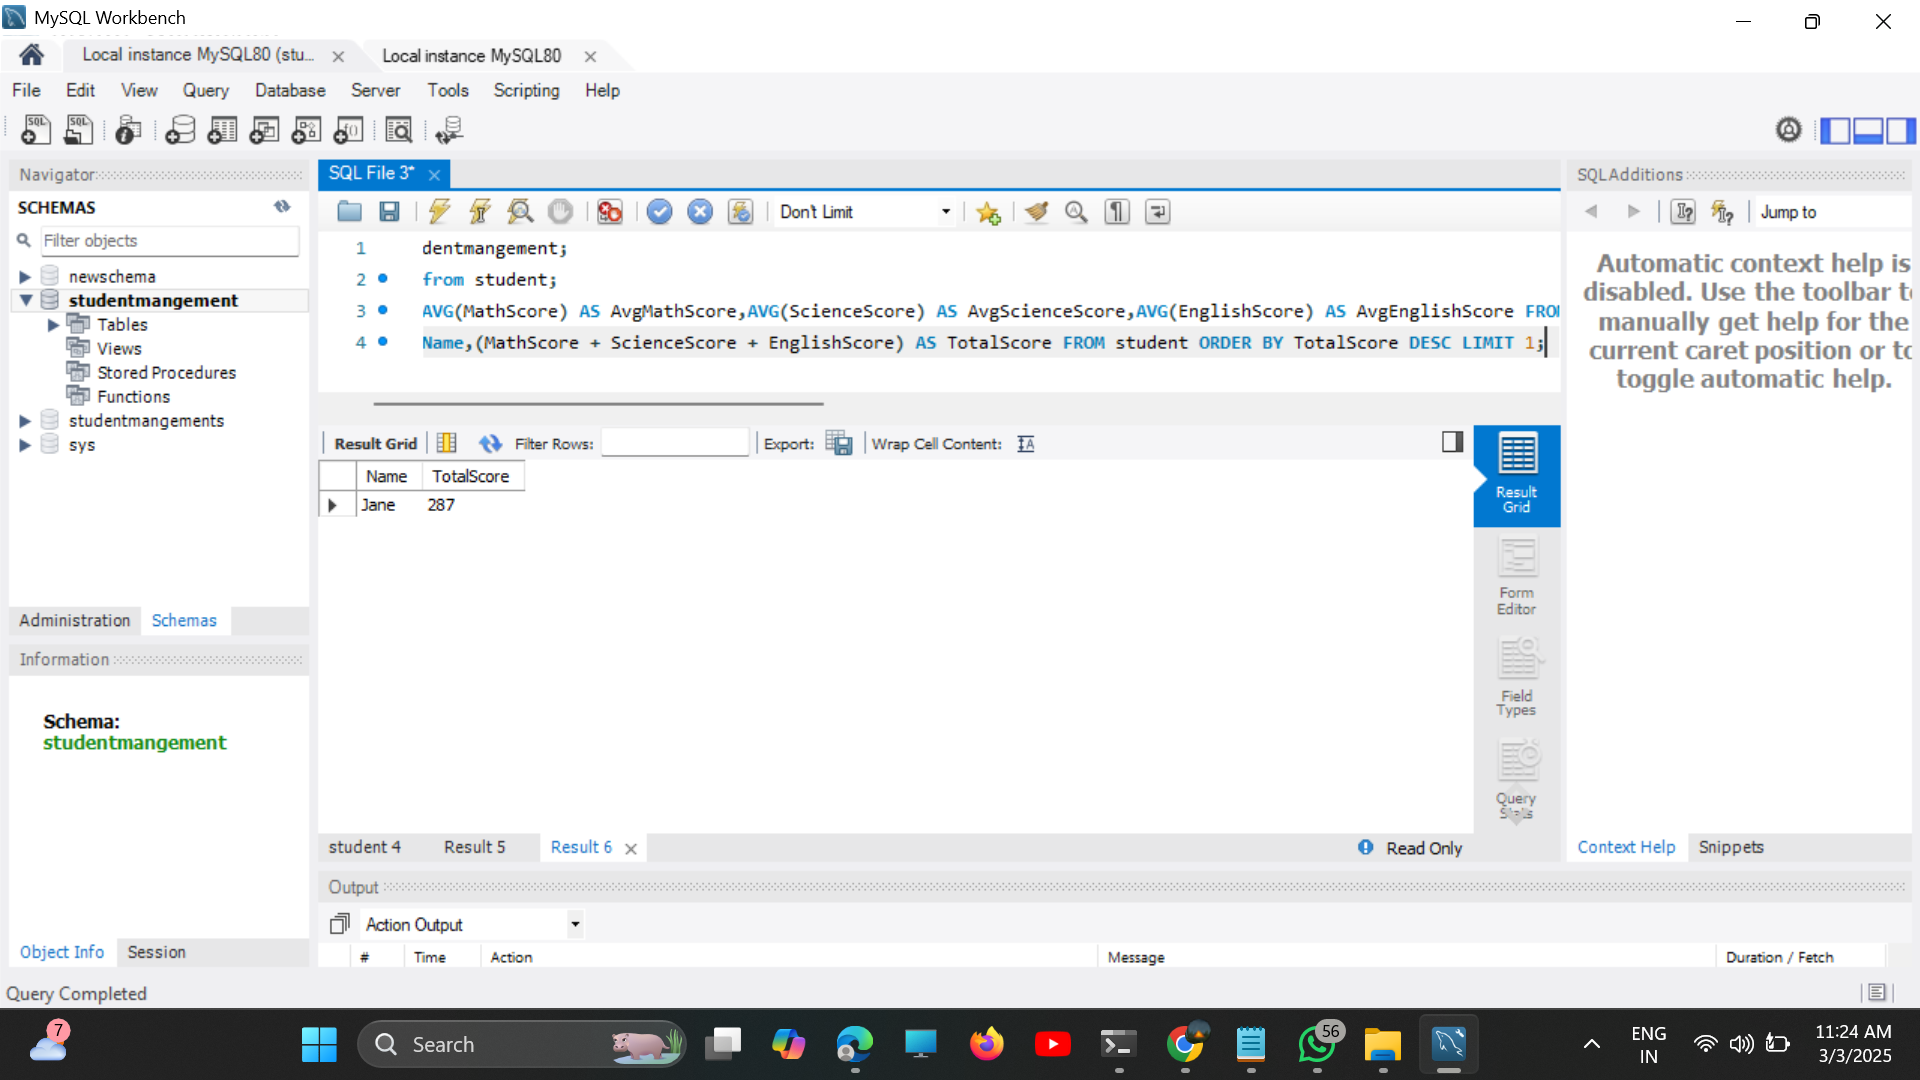 MySQL Workbench
Local instance MySQL80 (stu...
Local instance MySQL80
File Edit View Query Database Server Tools Scripting Help
Navigator
SQL File 3*
SQLAdditions
SCHEMAS
Don't Limit
Jump to
Filter objects
newschema
studentmangement
Tables
Views
Stored Procedures
Functions
studentmangements
sys
1 dentmangement;
2 from student;
3 AVG(MathScore) AS AvgMathScore,AVG(ScienceScore) AS AvgScienceScore,AVG(EnglishScore) AS AvgEnglishScore FRO
4 Name,(MathScore + ScienceScore + EnglishScore) AS TotalScore FROM student ORDER BY TotalScore DESC LIMIT 1;
Automatic context help is
disabled. Use the toolbar t
manually get help for the
current caret position or to
toggle automatic help.
Result Grid Filter Rows: Export: Wrap Cell Content:
Name TotalScore
Jane 287
Result
Grid
Form
Editor
Field
Types
Query
Stats
Administration Schemas
Information
Schema:
studentmangement
student 4 Result 5 Result 6 Read Only
Context Help Snippets
Output
Action Output
# Time Action Message Duration / Fetch
Object Info Session
Query Completed
7
Search
SQL
SQL
56
ENG
IN
11:24 AM
3/3/2025